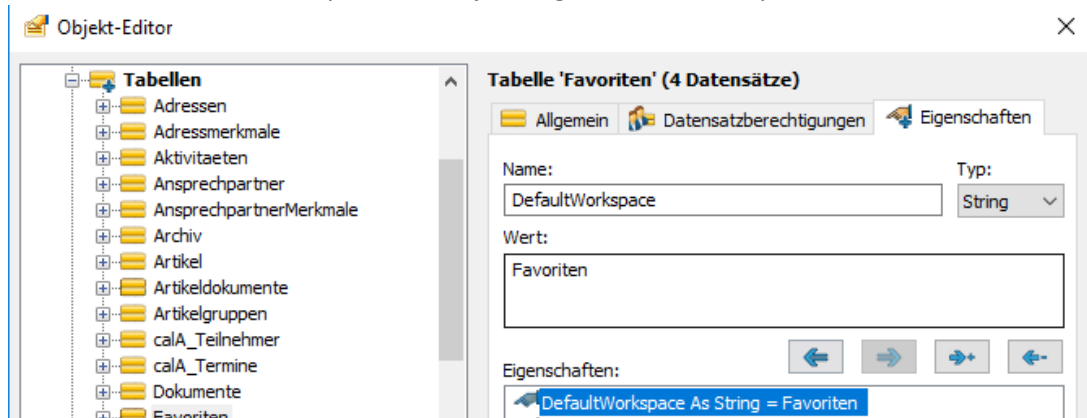 Objekt-Editor
Tabellen
Adressen
Adressmerkmale
Aktivitaeten
Ansprechpartner
AnsprechpartnerMerkmale
Archiv
Artikel
Artikeldokumente
Artikelgruppen
calA_Teilnehmer
calA_Termine
Dokumente
Favoriten
Tabelle 'Favoriten' (4 Datensätze)
Allgemein Datensatzberechtigungen Eigenschaften
Name: Typ:
DefaultWorkspace String
Wert:
Favoriten
Eigenschaften:
DefaultWorkspace As String = Favoriten